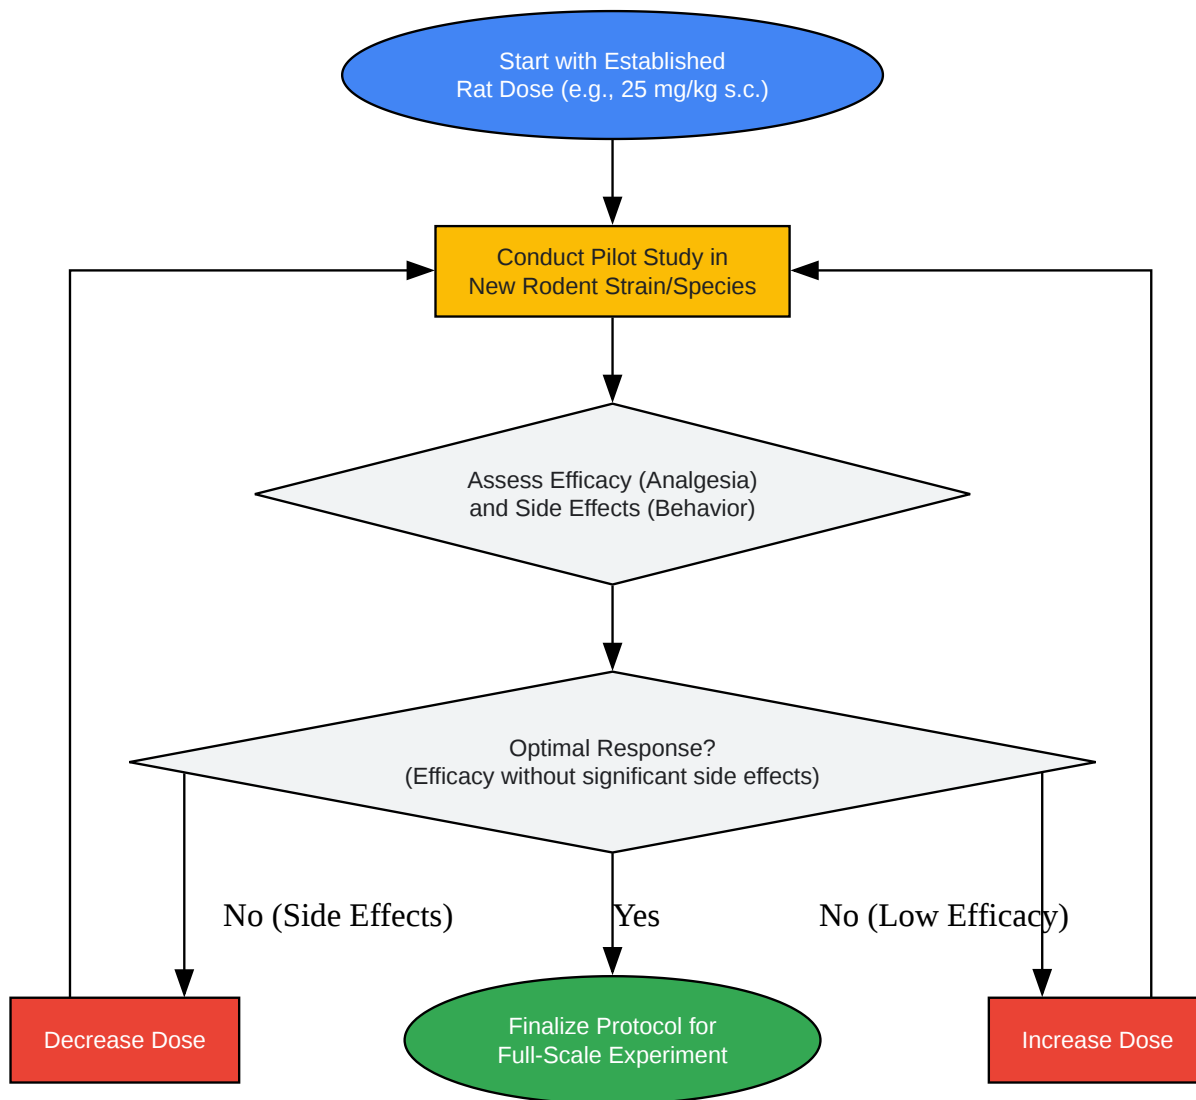 Start with Established
Rat Dose (e.g., 25 mg/kg s.c.)
Conduct Pilot Study in
New Rodent Strain/Species
Assess Efficacy (Analgesia)
and Side Effects (Behavior)
Optimal Response?
(Efficacy without significant side effects)
No (Side Effects)
Yes
No (Low Efficacy)
Decrease Dose
Finalize Protocol for
Full-Scale Experiment
Increase Dose